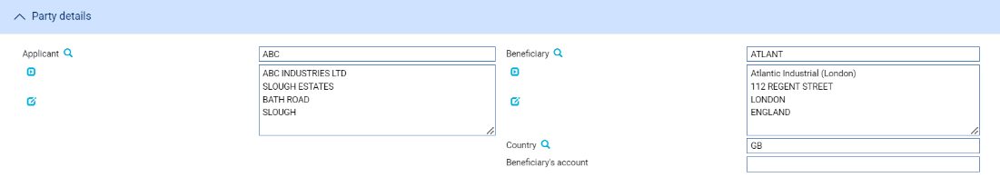 Party details
Applicant
ABC
ABC INDUSTRIES LTD
SLOUGH ESTATES
BATH ROAD
SLOUGH
Beneficiary
ATLANT
Atlantic Industrial (London)
112 REGENT STREET
LONDON
ENGLAND
Country
GB
Beneficiary's account